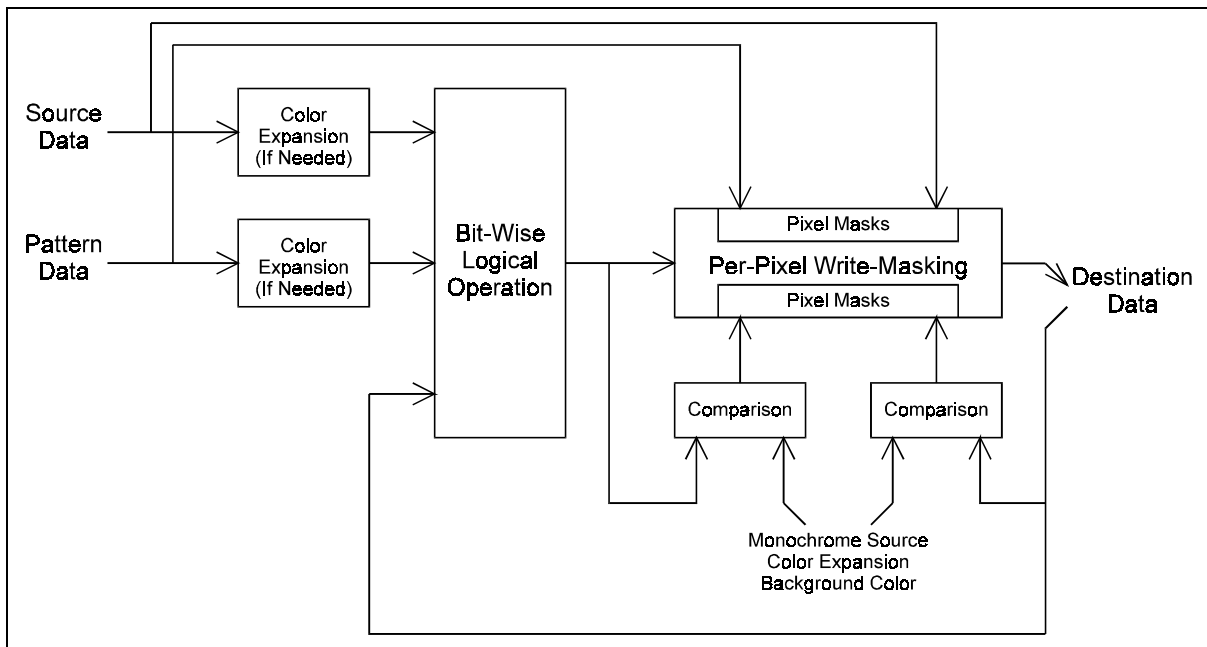 Source
Data
Color
Expansion
(If Needed)
Pattern
Data
Color
Expansion
(If Needed)
Bit-Wise
Logical
Operation
Pixel Masks
Per-Pixel Write-Masking
Pixel Masks
Destination
Data
Comparison
Comparison
Monochrome Source
Color Expansion
Background Color